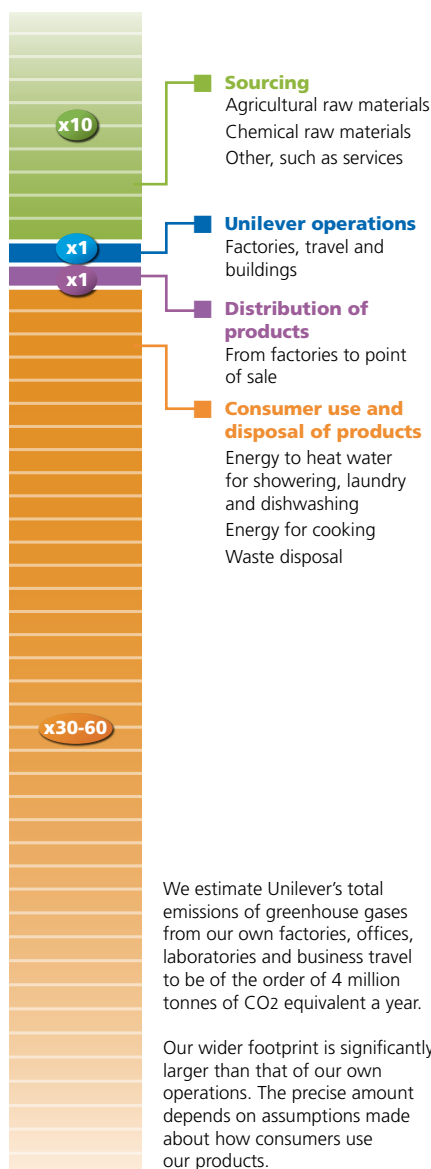 x10
Sourcing
Agricultural raw materials
Chemical raw materials
Other, such as services
x1
Unilever operations
Factories, travel and
buildings
x1
Distribution of
products
From factories to point
of sale
Consumer use and
disposal of products
Energy to heat water
for showering, laundry
and dishwashing
Energy for cooking
Waste disposal
x30-60
We estimate Unilever’s total
emissions of greenhouse gases
from our own factories, offices,
laboratories and business travel
to be of the order of 4 million
tonnes of CO2 equivalent a year.
Our wider footprint is significantly
larger than that of our own
operations. The precise amount
depends on assumptions made
about how consumers use
our products.